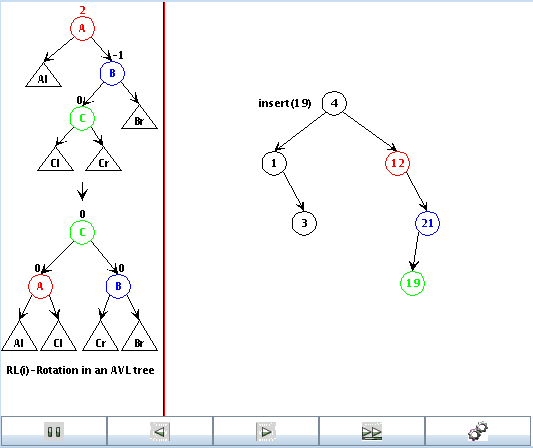 2
A
-1
Al
B
0
C
Br
Cl
Cr
0
C
0
0
A
B
Al
Cl
Cr
Br
RL(i)-Rotation in an AVL tree
insert(19)
4
1
12
3
21
19